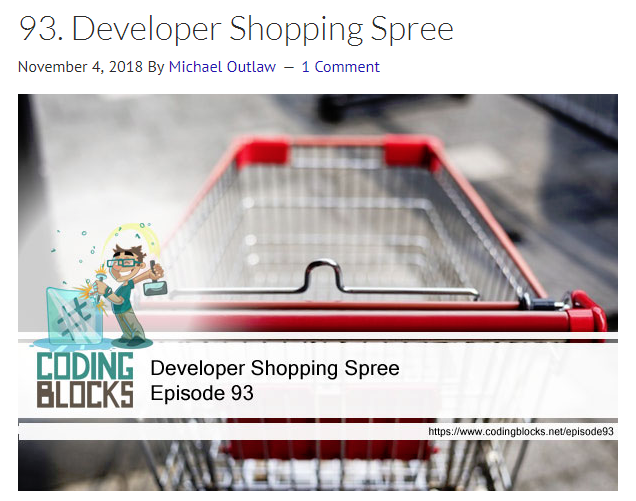 93. Developer Shopping Spree
November 4, 2018 By Michael Outlaw — 1 Comment
CODING
BLOCKS
Developer Shopping Spree
Episode 93
https://www.codingblocks.net/episode93